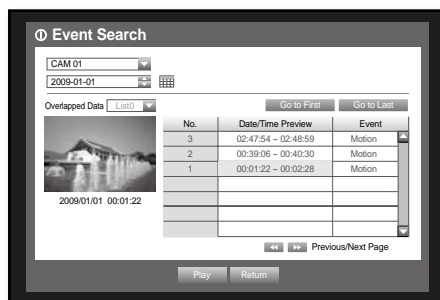 Event Search
CAM 01
2009-01-01
Overlapped Data List0 Go to First Go to Last
No. Date/Time Preview Event
3 02:47:54 ~ 02:48:59 Motion
2 00:39:06 ~ 00:40:30 Motion
1 00:01:22 ~ 00:02:28 Motion
2009/01/01 00:01:22
Previous/Next Page
Play Return